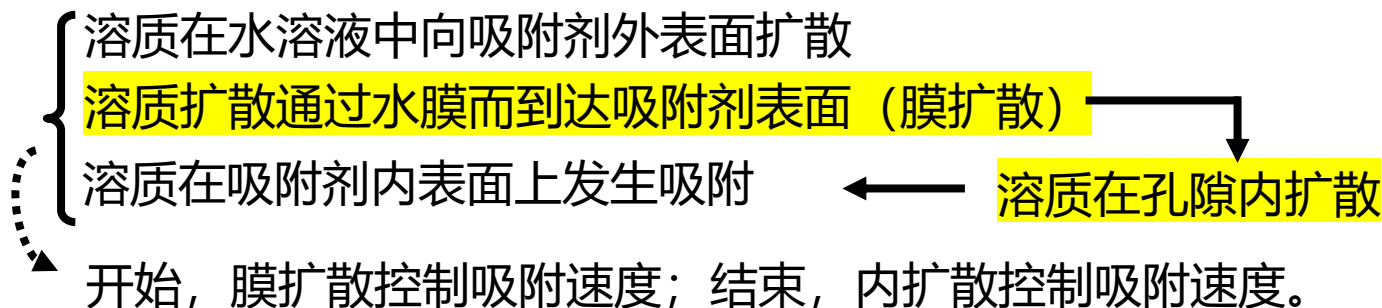 溶质在水溶液中向吸附剂外表面扩散
溶质扩散通过水膜而到达吸附剂表面（膜扩散）
溶质在吸附剂内表面上发生吸附
溶质在孔隙内扩散
开始，膜扩散控制吸附速度；结束，内扩散控制吸附速度。